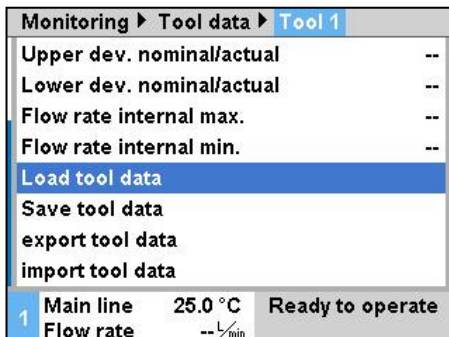 Monitoring ▶ Tool data ▶ Tool 1
Upper dev. nominal/actual --
Lower dev. nominal/actual --
Flow rate internal max. --
Flow rate internal min. --
Load tool data
Save tool data
export tool data
import tool data
1 Main line 25.0 °C Ready to operate
Flow rate -- L/min